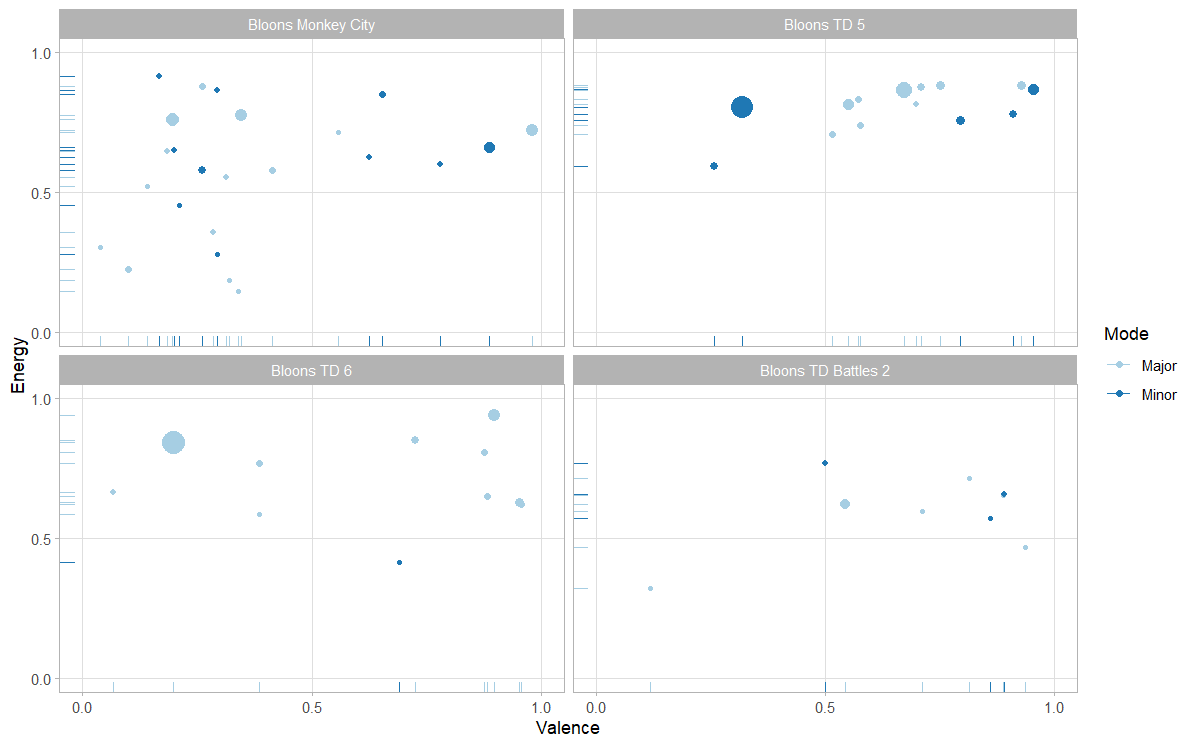 Bloons Monkey City
Bloons TD 5
1.0
0.5
0.0
Energy
Bloons TD 6
Bloons TD Battles 2
1.0
0.5
0.0
0.0 0.5 1.0 0.0 0.5 1.0
Valence
Mode
Major
Minor